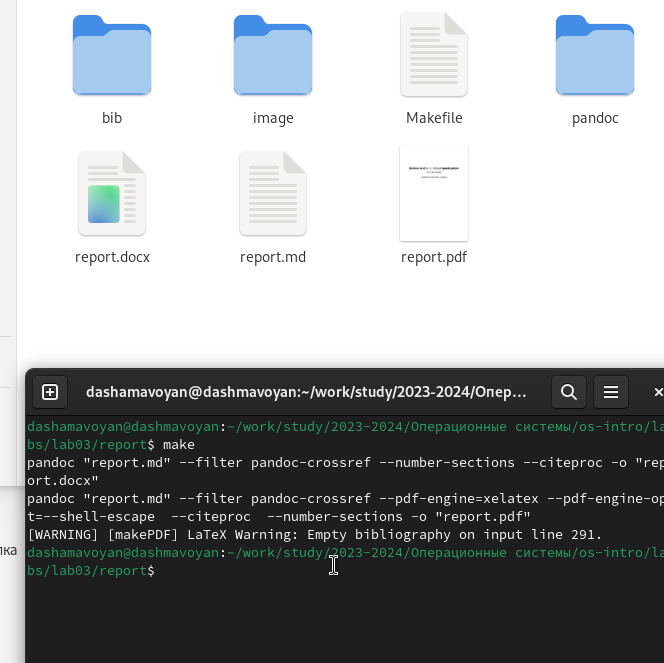 bib
image
Makefile
pandoc
report.docx
report.md
report.pdf
dashamavoyan@dashmavoyan:~/work/study/2023-2024/Опер...
dashamavoyan@dashmavoyan:~/work/study/2023-2024/Операционные системы/os-intro/la
bs/lab03/report$ make
pandoc "report.md" --filter pandoc-crossref --number-sections --citeproc -o "rep
ort.docx"
pandoc "report.md" --filter pandoc-crossref --pdf-engine=xelatex --pdf-engine-op
t=--shell-escape  --citeproc  --number-sections -o "report.pdf"
[WARNING] [makePDF] LaTeX Warning: Empty bibliography on input line 291.
dashamavoyan@dashmavoyan:~/work/study/2023-2024/Операционные системы/os-intro/la
bs/lab03/report$
лка